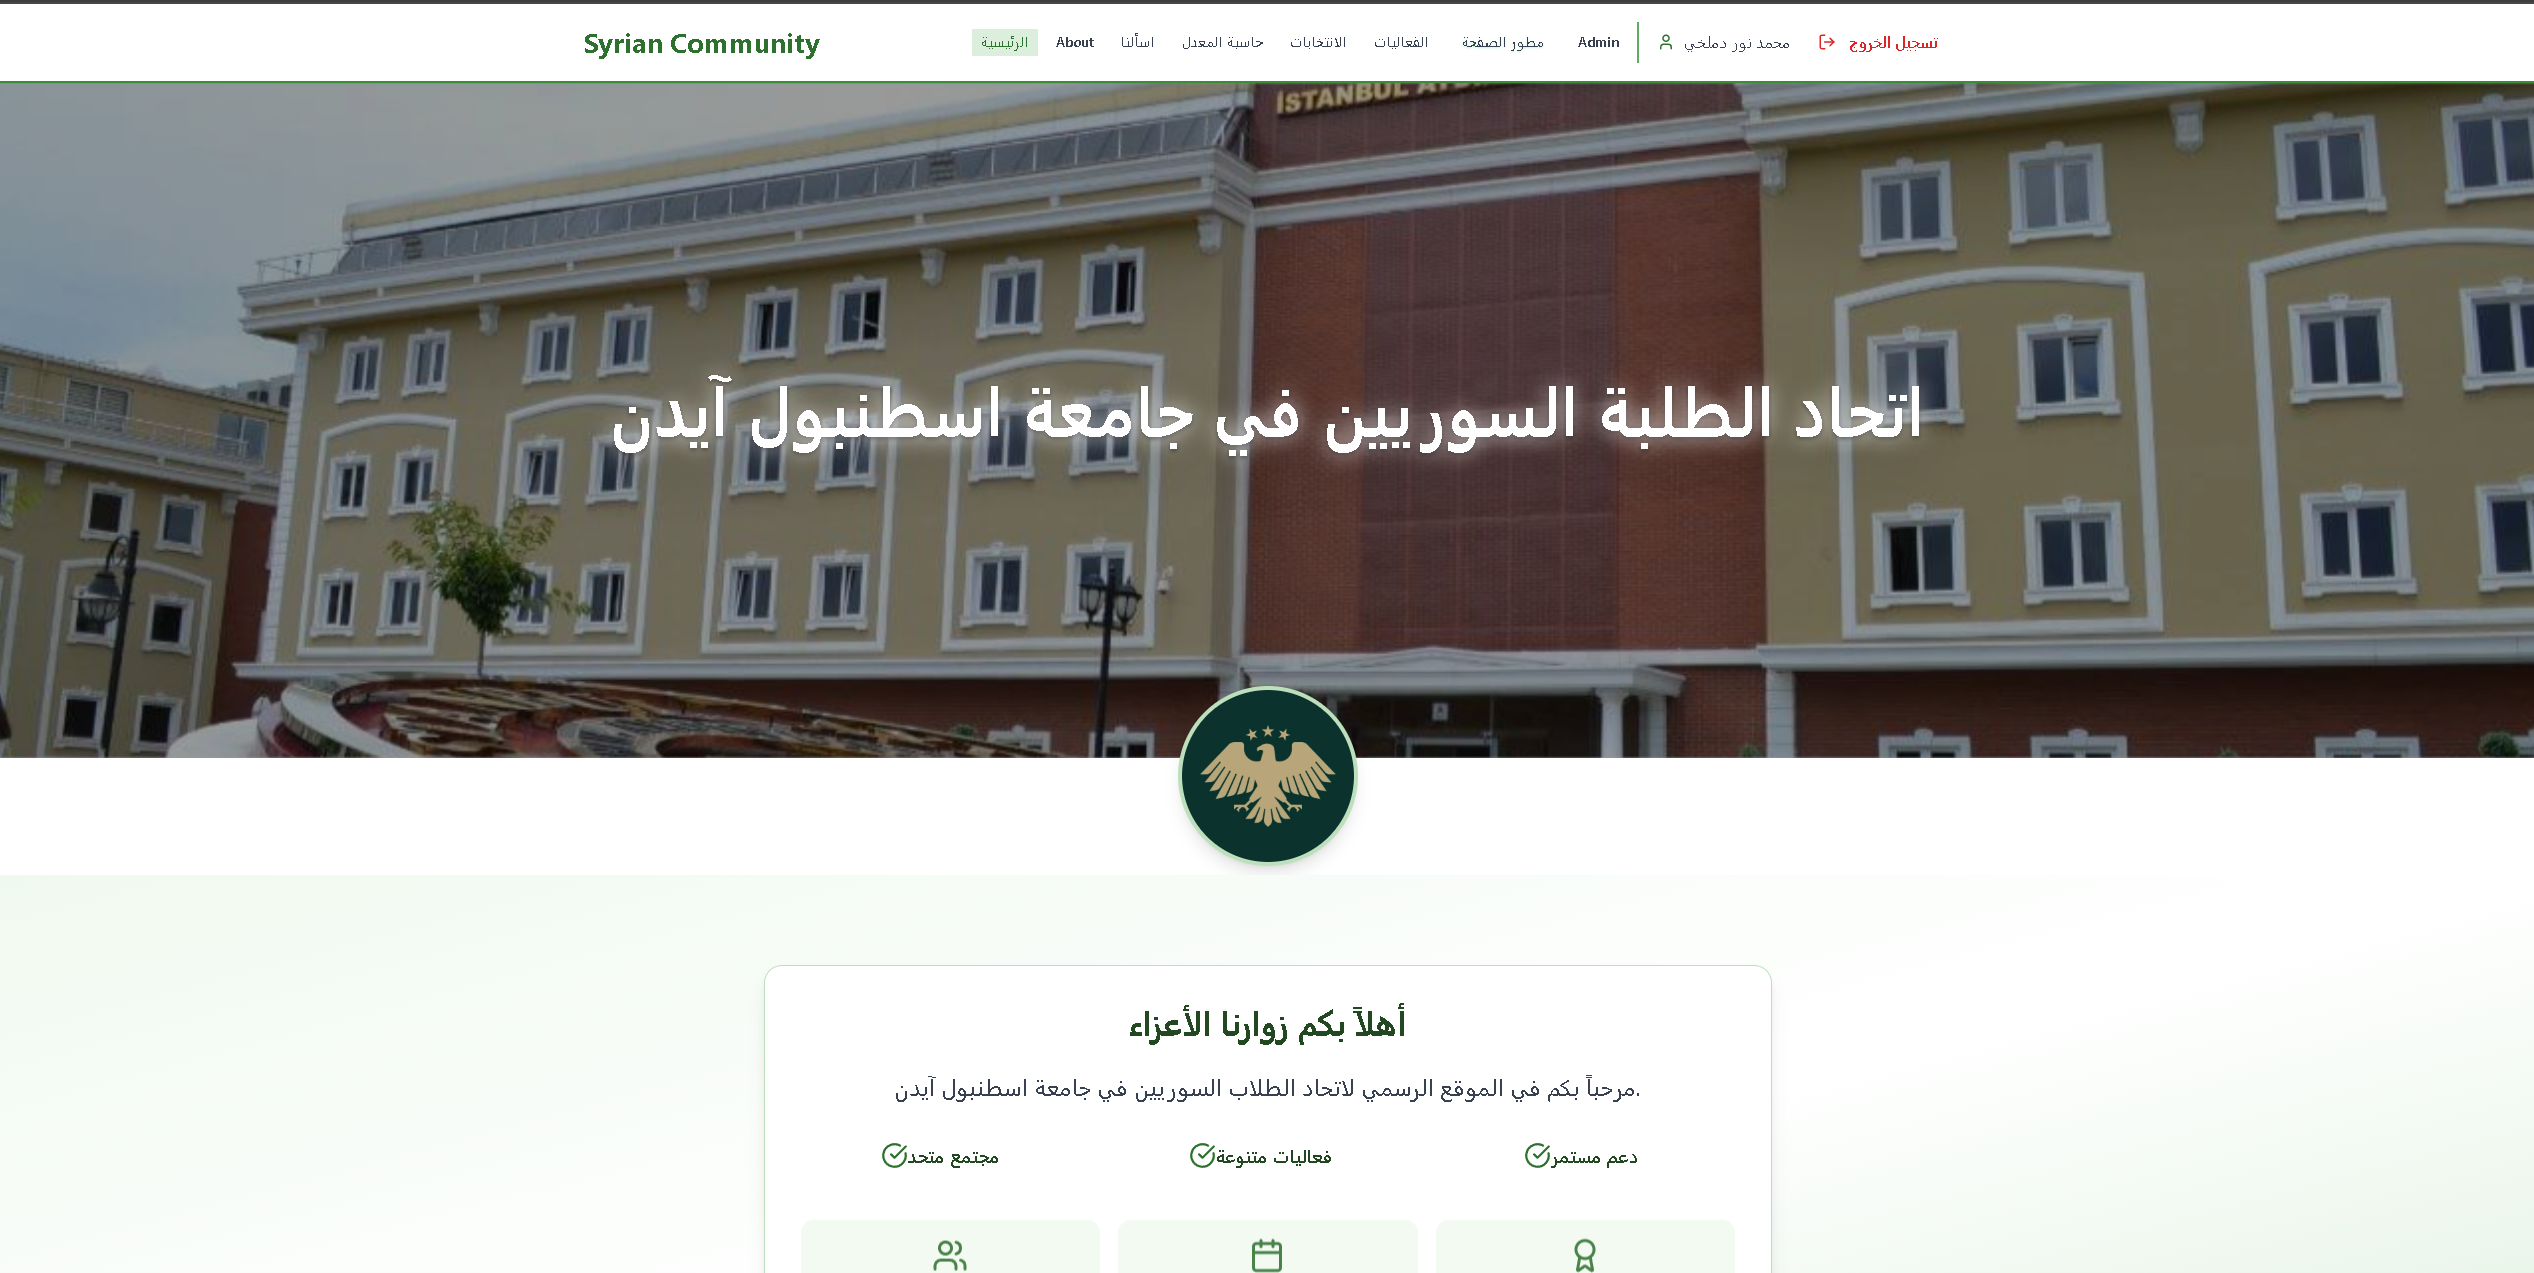 Syrian Community
الرئيسية
About
اسألنا
حاسبة المعدل
الانتخابات
الفعاليات
مطور الصفحة
Admin
محمد نور دملخي
تسجيل الخروج
ISTANBUL
اتحاد الطلبة السوريين في جامعة اسطنبول آيدن
أهلاً بكم زوارنا الأعزاء
مرحباً بكم في الموقع الرسمي لاتحاد الطلاب السوريين في جامعة اسطنبول آيدن.
مجتمع متحد
فعاليات متنوعة
دعم مستمر